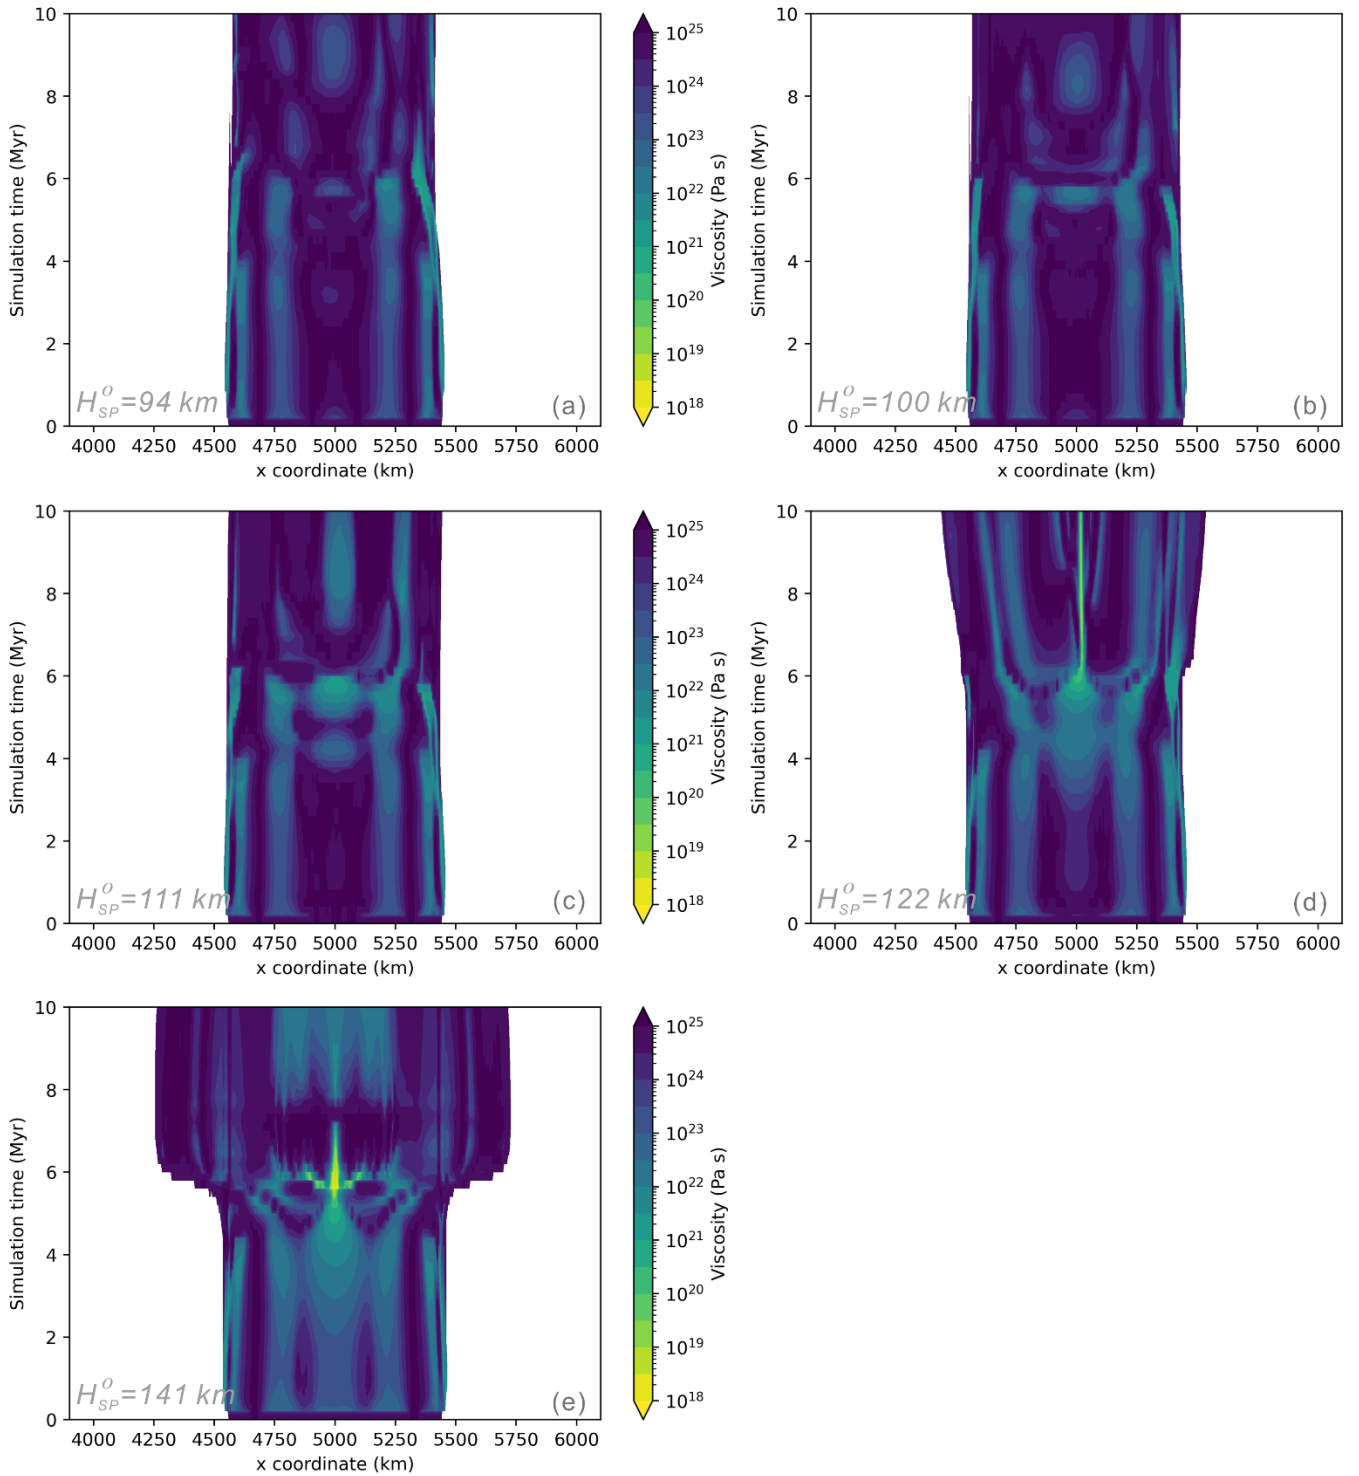 10
8
6
4
2
0
Simulation time (Myr)
4000 4250 4500 4750 5000 5250 5500 5750 6000
x coordinate (km)
H^o_SP=94 km
(a)
10^25
10^24
10^23
10^22
10^21
10^20
10^19
10^18
Viscosity (Pa s)
10
8
6
4
2
0
Simulation time (Myr)
4000 4250 4500 4750 5000 5250 5500 5750 6000
x coordinate (km)
H^o_SP=100 km
(b)
10
8
6
4
2
0
Simulation time (Myr)
4000 4250 4500 4750 5000 5250 5500 5750 6000
x coordinate (km)
H^o_SP=111 km
(c)
10^25
10^24
10^23
10^22
10^21
10^20
10^19
10^18
Viscosity (Pa s)
10
8
6
4
2
0
Simulation time (Myr)
4000 4250 4500 4750 5000 5250 5500 5750 6000
x coordinate (km)
H^o_SP=122 km
(d)
10
8
6
4
2
0
Simulation time (Myr)
4000 4250 4500 4750 5000 5250 5500 5750 6000
x coordinate (km)
H^o_SP=141 km
(e)
10^25
10^24
10^23
10^22
10^21
10^20
10^19
10^18
Viscosity (Pa s)